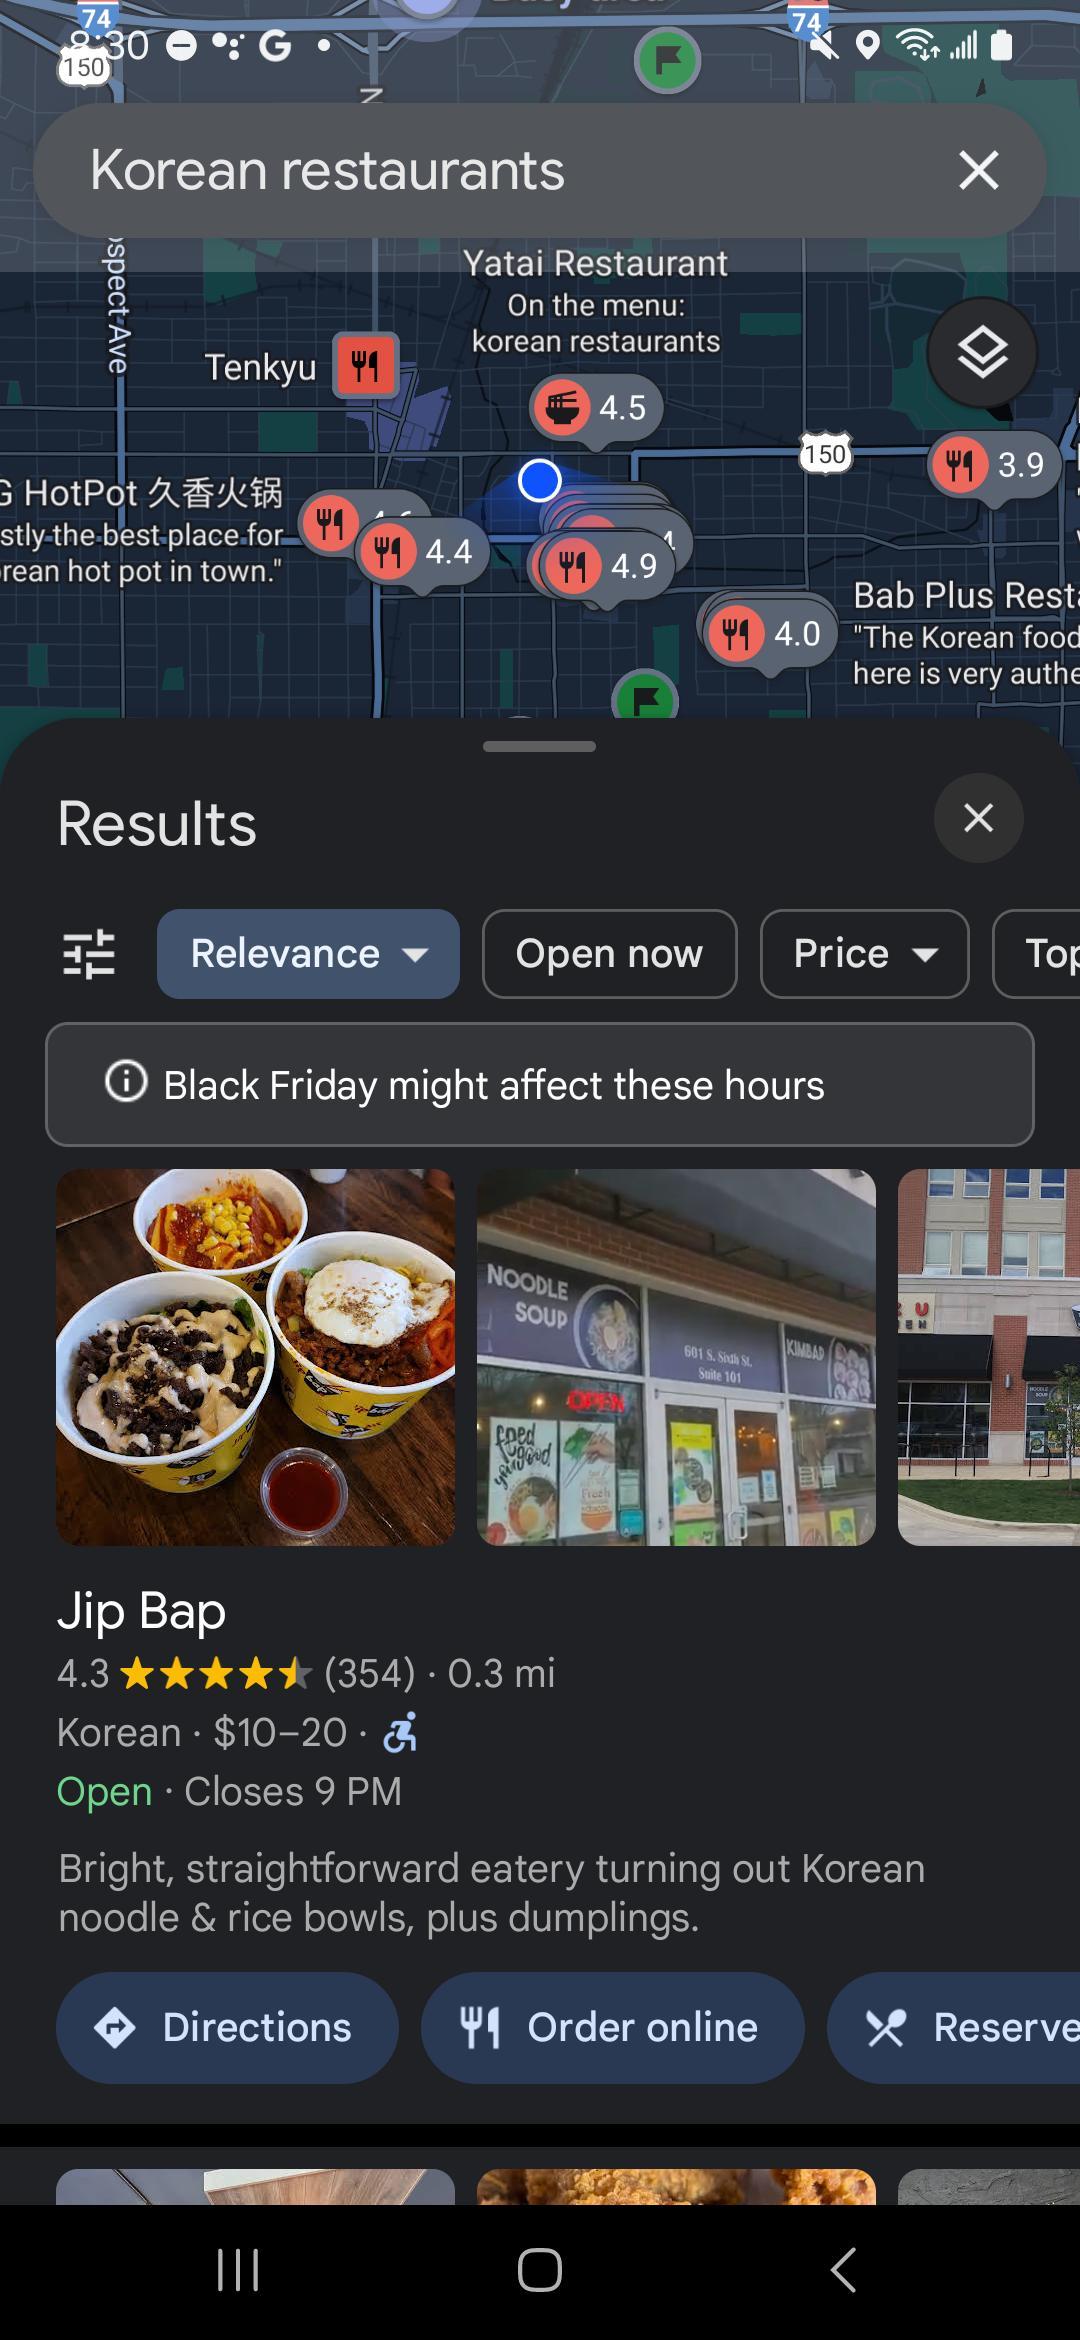 Busy area
74
74
8:30
150
N
Korean restaurants
Yatai Restaurant
On the menu:
korean restaurants
Tenkyu
4.5
150
3.9
G HotPot 久香火锅
stly the best place for
rean hot pot in town."
4.4
4.9
4.0
Bab Plus Resta
"The Korean food
here is very authe
Results
Relevance
Open now
Price
Top
Black Friday might affect these hours
NOODLE
SOUP
601 S. Sixth St.
Suite 101
KIMBAB
OPEN
feed
good
Jip Bap
4.3 (354) · 0.3 mi
Korean · $10–20 ·
Open · Closes 9 PM
Bright, straightforward eatery turning out Korean
noodle & rice bowls, plus dumplings.
Directions
Order online
Reserve